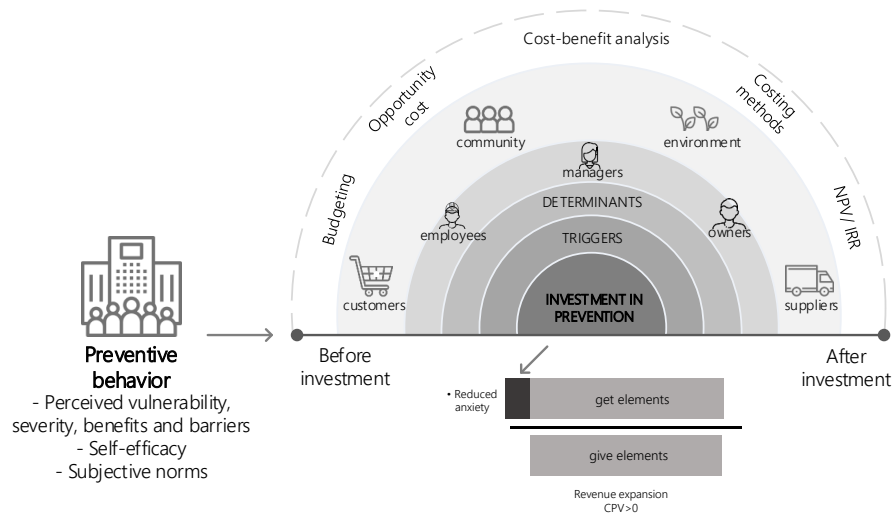 Cost-benefit analysis
Opportunity
cost
Costing
methods
Budgeting
NPV/ IRR
community
environment
managers
employees
owners
customers
suppliers
DETERMINANTS
TRIGGERS
INVESTMENT IN
PREVENTION
Preventive
behavior
- Perceived vulnerability,
severity, benefits and barriers
- Self-efficacy
- Subjective norms
Before
investment
After
investment
• Reduced
anxiety
get elements
give elements
Revenue expansion
CPV>0